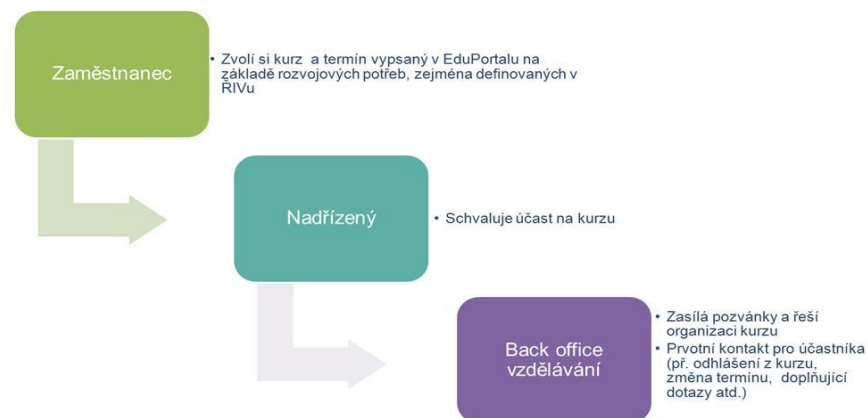 Zaměstnanec
• Zvolí si kurz  a termín vypsaný v EduPortalu na
základě rozvojových potřeb, zejména definovaných v
ŘIVu
Nadřízený
• Schvaluje účast na kurzu
Back office
vzdělávání
• Zasílá pozvánky a řeší
organizaci kurzu
• Prvotní kontakt pro účastníka
(př. odhlášení z kurzu,
změna termínu,  doplňující
dotazy atd.)